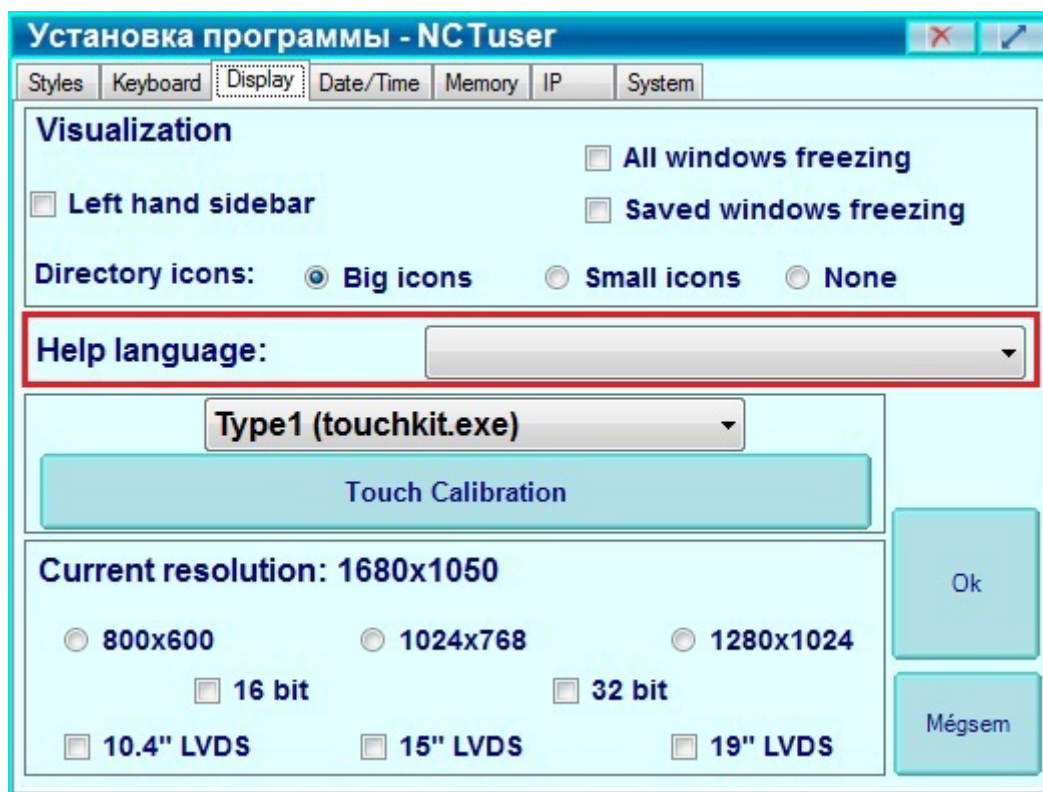 Установка программы - NCTuser
Styles Keyboard Display Date/Time Memory IP System
Visualization
All windows freezing
Left hand sidebar
Saved windows freezing
Directory icons: Big icons Small icons None
Help language:
Type1 (touchkit.exe)
Touch Calibration
Current resolution: 1680x1050
Ok
800x600 1024x768 1280x1024
16 bit 32 bit
Mégsem
10.4" LVDS 15" LVDS 19" LVDS